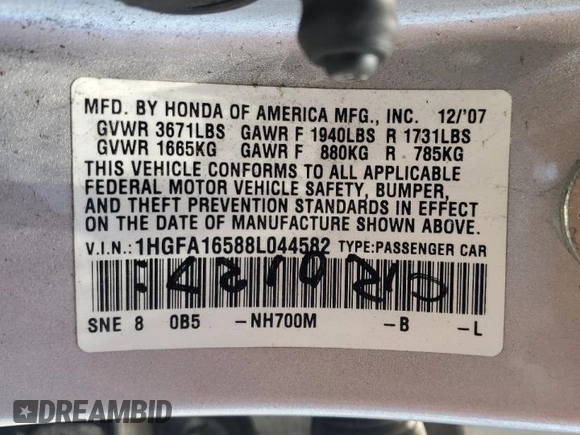 MFD. BY HONDA OF AMERICA MFG., INC. 12/'07
GVWR 3671LBS GAWR F 1940LBS R 1731LBS
GVWR 1665KG GAWR F 880KG R 785KG
THIS VEHICLE CONFORMS TO ALL APPLICABLE
FEDERAL MOTOR VEHICLE SAFETY, BUMPER,
AND THEFT PREVENTION STANDARDS IN EFFECT
ON THE DATE OF MANUFACTURE SHOWN ABOVE.
V.I.N.: 1HGFA16588L044582 TYPE: PASSENGER CAR
SNE 8 0B5 -NH700M -B -L
DREAMBID